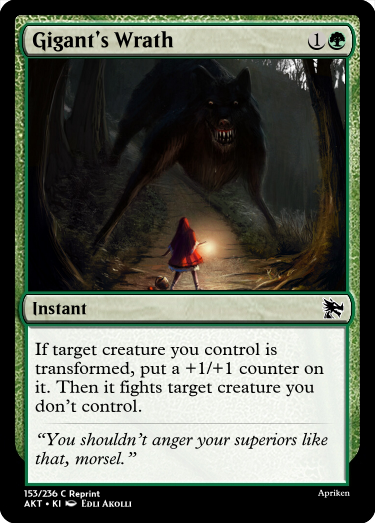 Gigant's Wrath 1
Instant
If target creature you control is
transformed, put a +1/+1 counter on
it. Then it fights target creature you
don't control.
"You shouldn't anger your superiors like
that, morsel."
153/236 C Reprint
Apriken
AKT • KI Edli Akolli